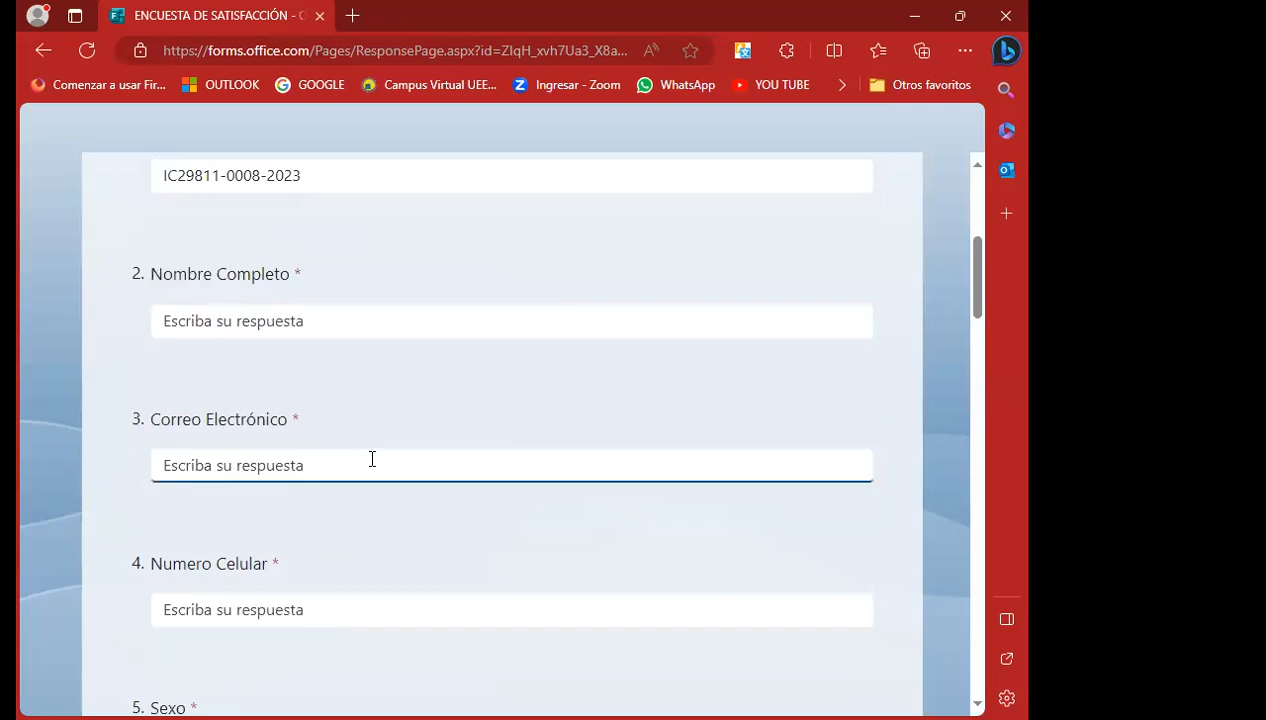 ENCUESTA DE SATISFACCIÓN -
https://forms.office.com/Pages/ResponsePage.aspx?id=ZIqH_xvh7Ua3_X8a...
Comenzar a usar Fir... OUTLOOK GOOGLE Campus Virtual UEE... Ingresar - Zoom WhatsApp YOU TUBE Otros favoritos
IC29811-0008-2023
2. Nombre Completo *
Escriba su respuesta
3. Correo Electrónico *
Escriba su respuesta
4. Numero Celular *
Escriba su respuesta
5. Sexo *